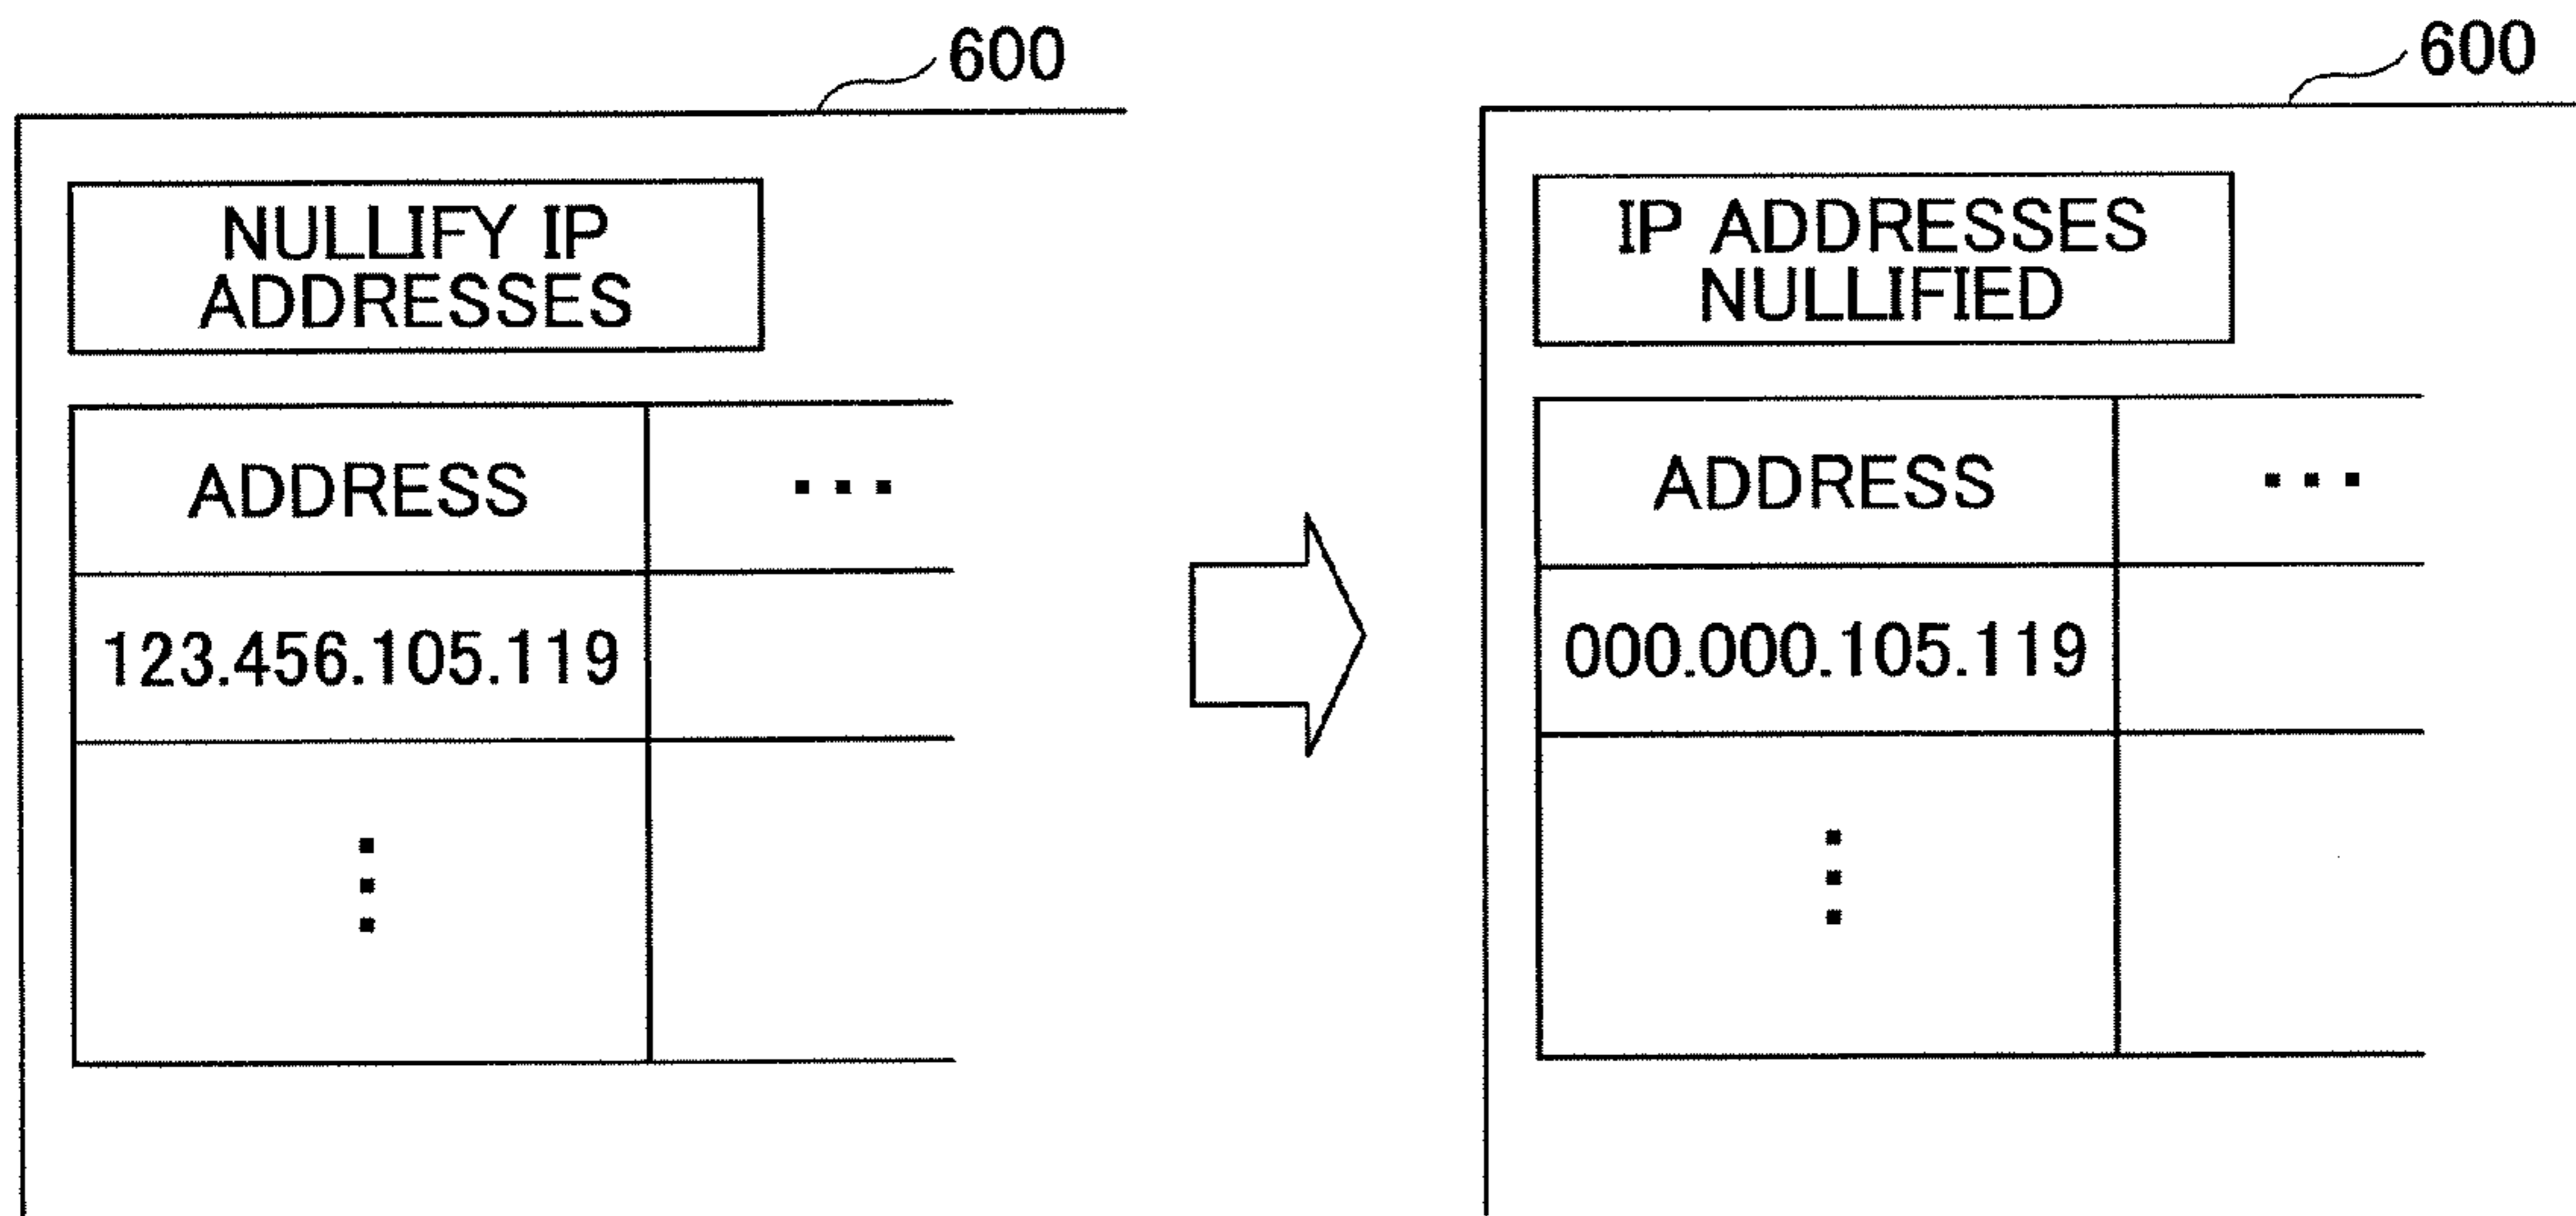 600
NULLIFY IP
ADDRESSES
ADDRESS ...
123.456.105.119
600
IP ADDRESSES
NULLIFIED
ADDRESS ...
000.000.105.119